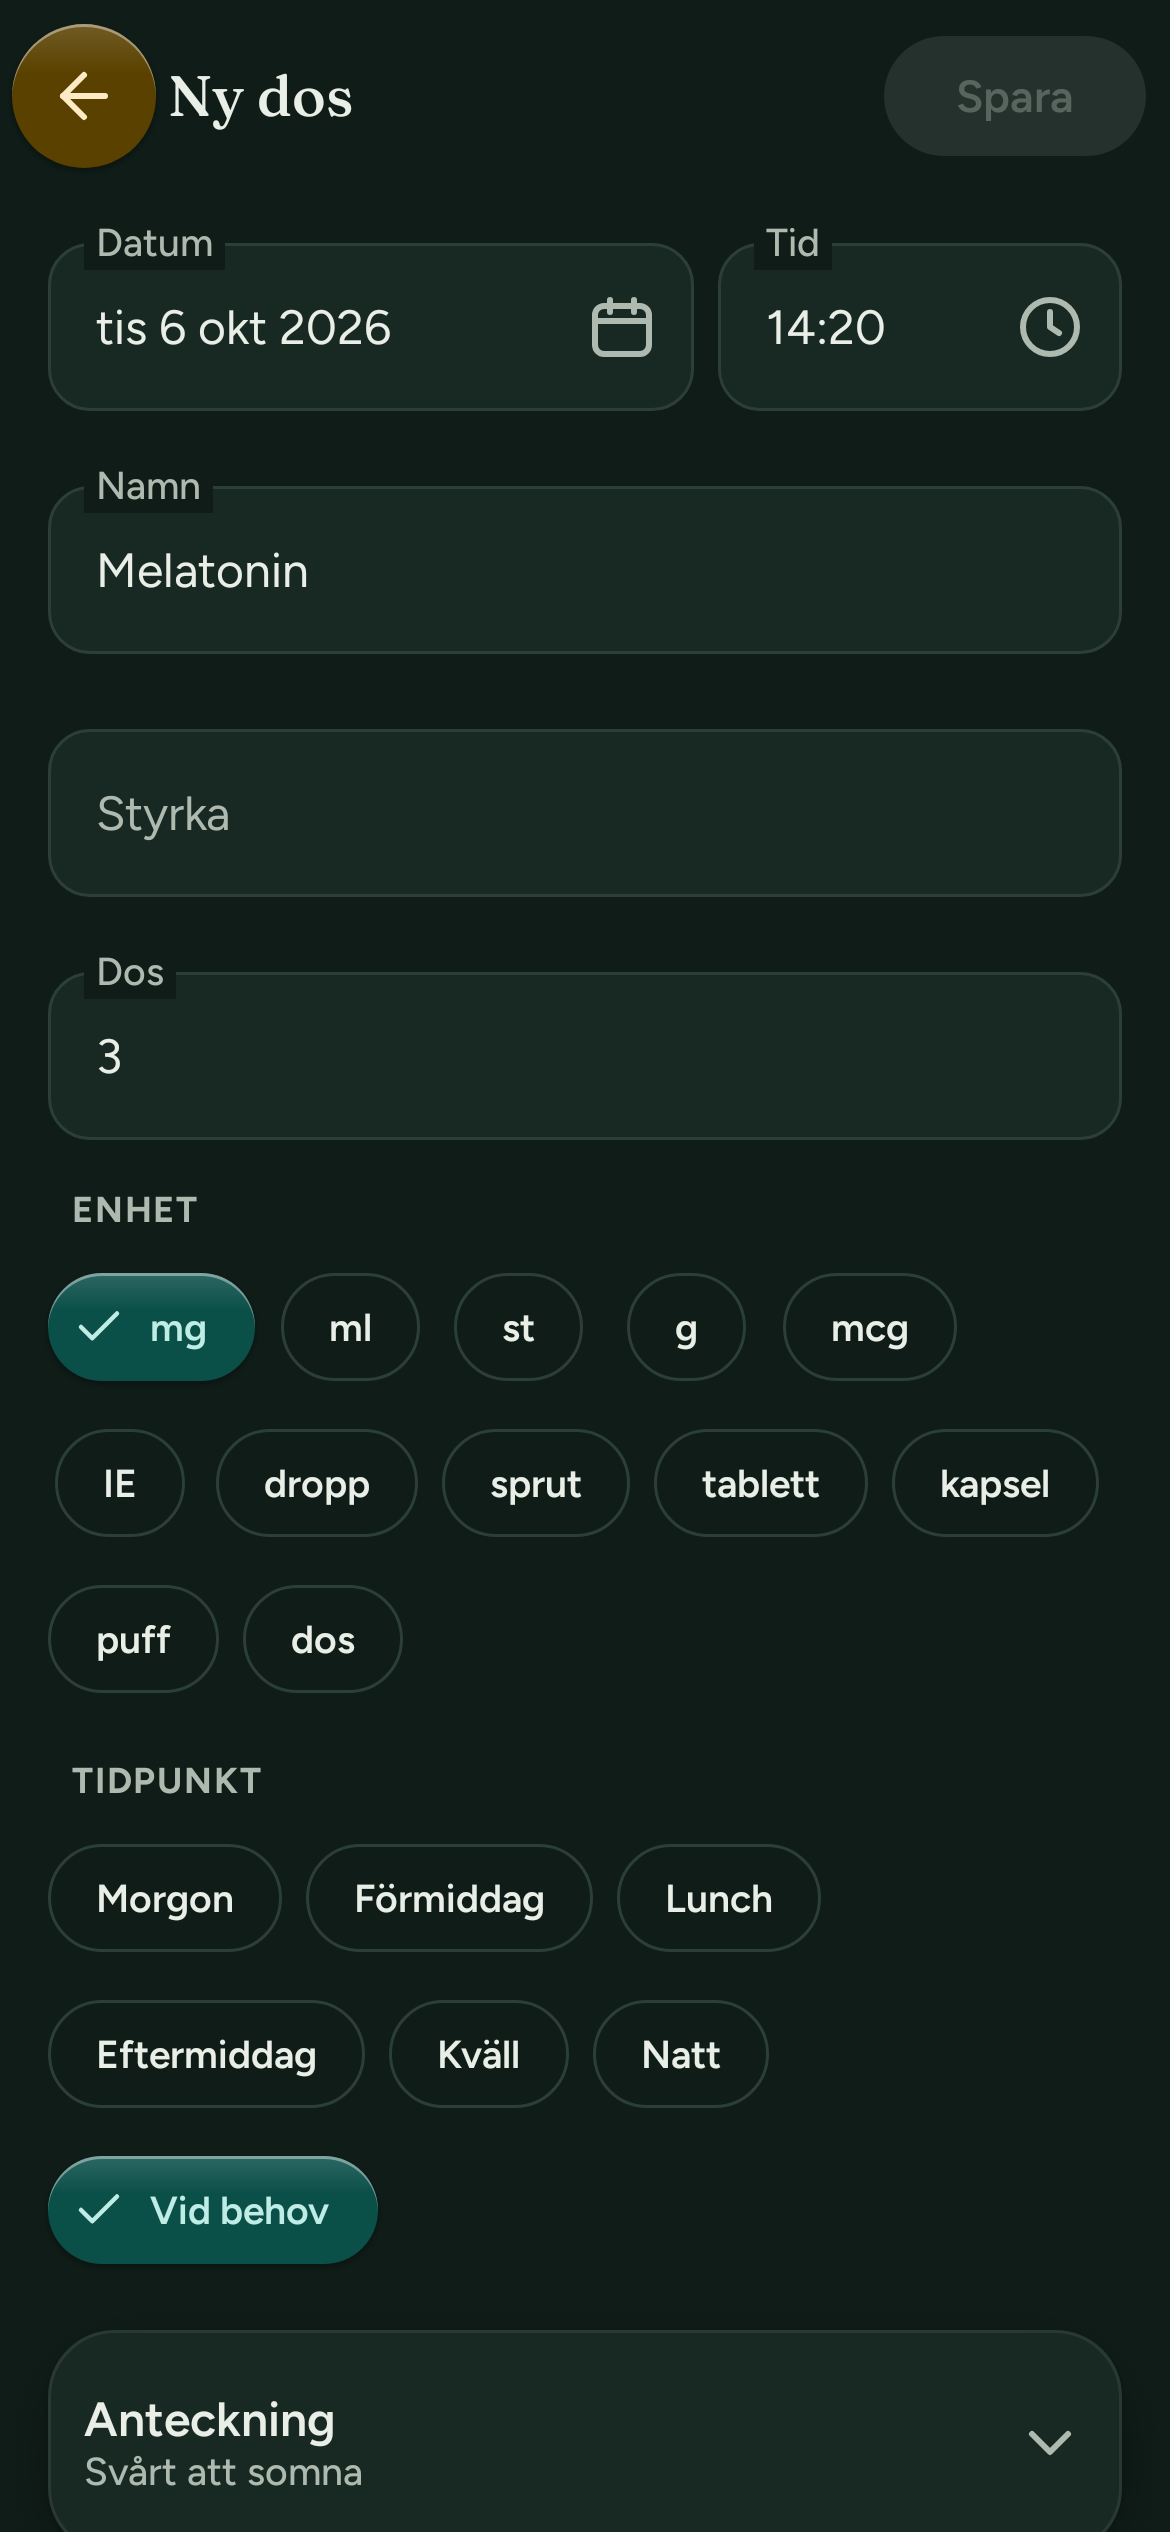 Ny dos
Spara
Datum
Tid
tis 6 okt 2026
14:20
Namn
Melatonin
Styrka
Dos
3
ENHET
mg ml st g mcg
IE dropp sprut tablett kapsel
puff dos
TIDPUNKT
Morgon Förmiddag Lunch
Eftermiddag Kväll Natt
Vid behov
Anteckning
Svårt att somna